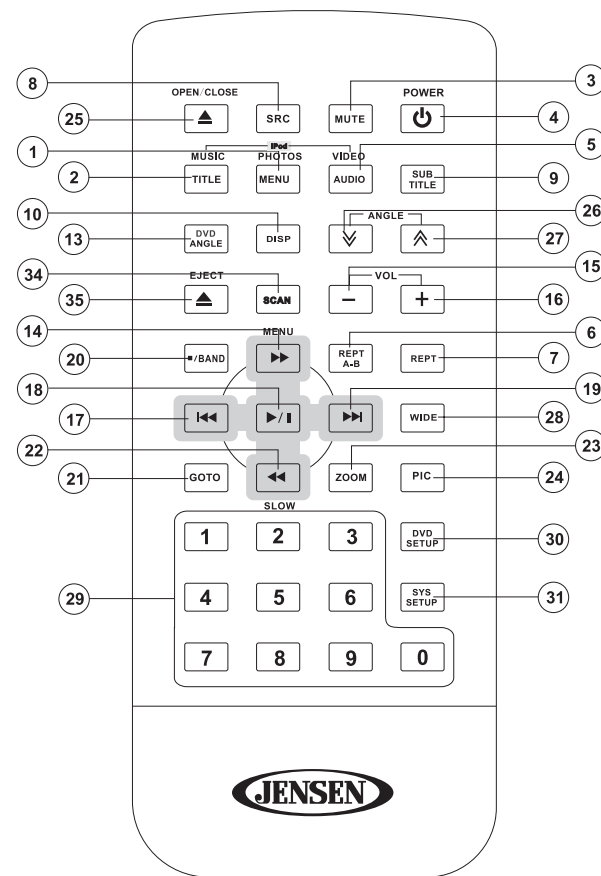 8 3
OPEN/CLOSE POWER
SRC MUTE
25 4
1 iPod 5
MUSIC PHOTOS VIDEO
2 TITLE MENU AUDIO SUB TITLE 9
10 26
ANGLE
13 DVD ANGLE DISP 27
34 15
EJECT VOL
35 SCAN − + 16
14 MENU 6
20 ■/BAND ▶▶ REPT A-B REPT 7
18 19
17 I◀◀ ▶/II ▶▶I WIDE 28
22 23
21 GOTO ◀◀ ZOOM PIC 24
SLOW
1 2 3 DVD SETUP 30
29 4 5 6 SYS SETUP 31
7 8 9 0
JENSEN